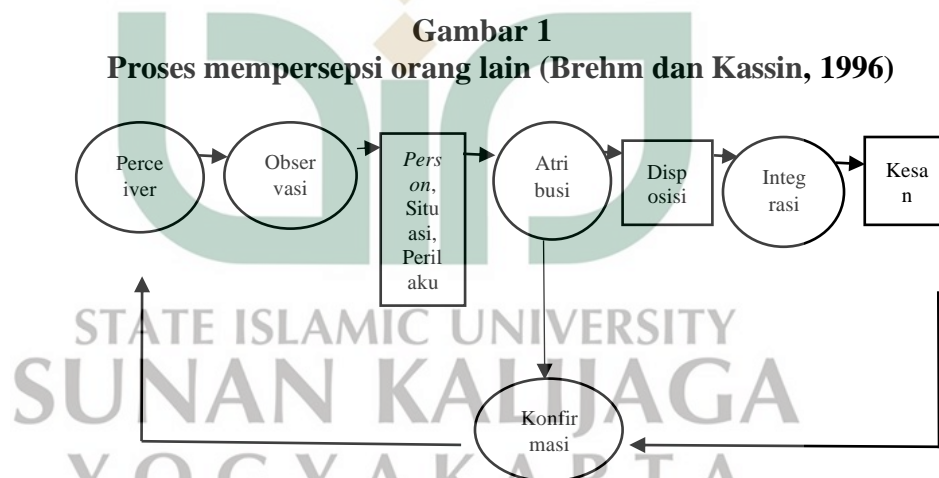 Gambar 1
Proses mempersepsi orang lain (Brehm dan Kassin, 1996)
Perce
iver
Obser
vasi
Pers
on,
Situ
asi,
Peril
aku
Atri
busi
Disp
osisi
Integ
rasi
Kesa
n
Konfir
masi
STATE ISLAMIC UNIVERSITY
SUNAN KALIJAGA
YOGYAKARTA